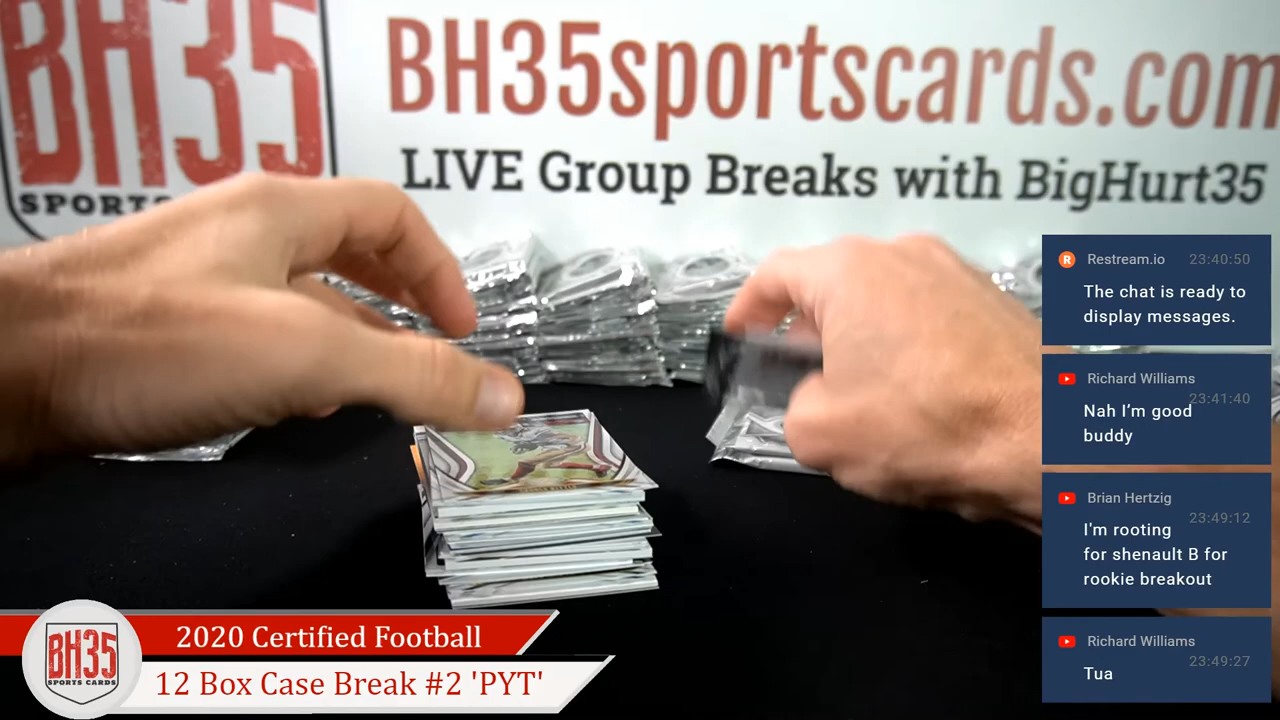 BH35
SPORTS
BH35sportscards.com
LIVE Group Breaks with BigHurt35
Restream.io 23:40:50
The chat is ready to
display messages.
Richard Williams
23:41:40
Nah I’m good
buddy
Brian Hertzig
23:49:12
I'm rooting
for shenault B for
rookie breakout
Richard Williams
23:49:27
Tua
BH35
SPORTS CARDS
2020 Certified Football
12 Box Case Break #2 'PYT'